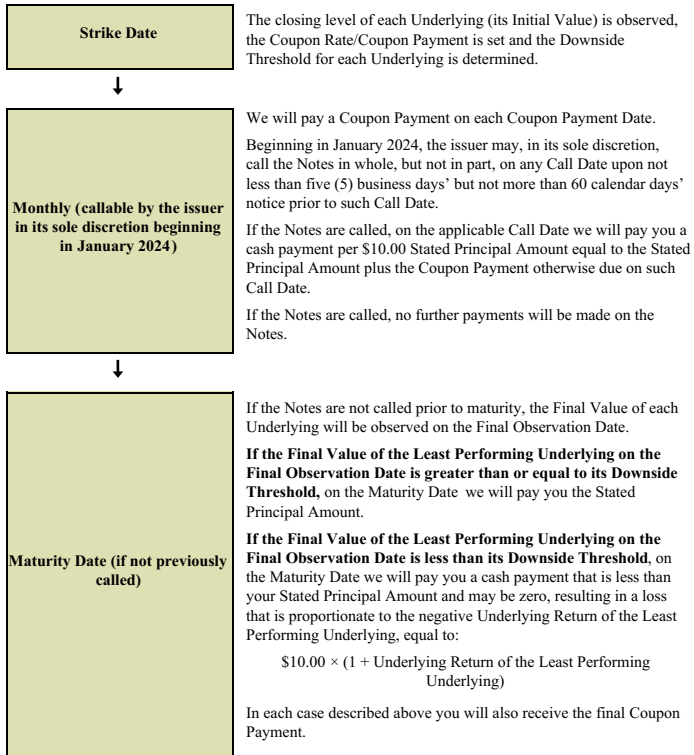 Strike Date
The closing level of each Underlying (its Initial Value) is observed,
the Coupon Rate/Coupon Payment is set and the Downside
Threshold for each Underlying is determined.
Monthly (callable by the issuer
in its sole discretion beginning
in January 2024)
We will pay a Coupon Payment on each Coupon Payment Date.
Beginning in January 2024, the issuer may, in its sole discretion,
call the Notes in whole, but not in part, on any Call Date upon not
less than five (5) business days’ but not more than 60 calendar days’
notice prior to such Call Date.
If the Notes are called, on the applicable Call Date we will pay you a
cash payment per $10.00 Stated Principal Amount equal to the Stated
Principal Amount plus the Coupon Payment otherwise due on such
Call Date.
If the Notes are called, no further payments will be made on the
Notes.
Maturity Date (if not previously
called)
If the Notes are not called prior to maturity, the Final Value of each
Underlying will be observed on the Final Observation Date.
If the Final Value of the Least Performing Underlying on the
Final Observation Date is greater than or equal to its Downside
Threshold, on the Maturity Date we will pay you the Stated
Principal Amount.
If the Final Value of the Least Performing Underlying on the
Final Observation Date is less than its Downside Threshold, on
the Maturity Date we will pay you a cash payment that is less than
your Stated Principal Amount and may be zero, resulting in a loss
that is proportionate to the negative Underlying Return of the Least
Performing Underlying, equal to:
$10.00 × (1 + Underlying Return of the Least Performing
Underlying)
In each case described above you will also receive the final Coupon
Payment.